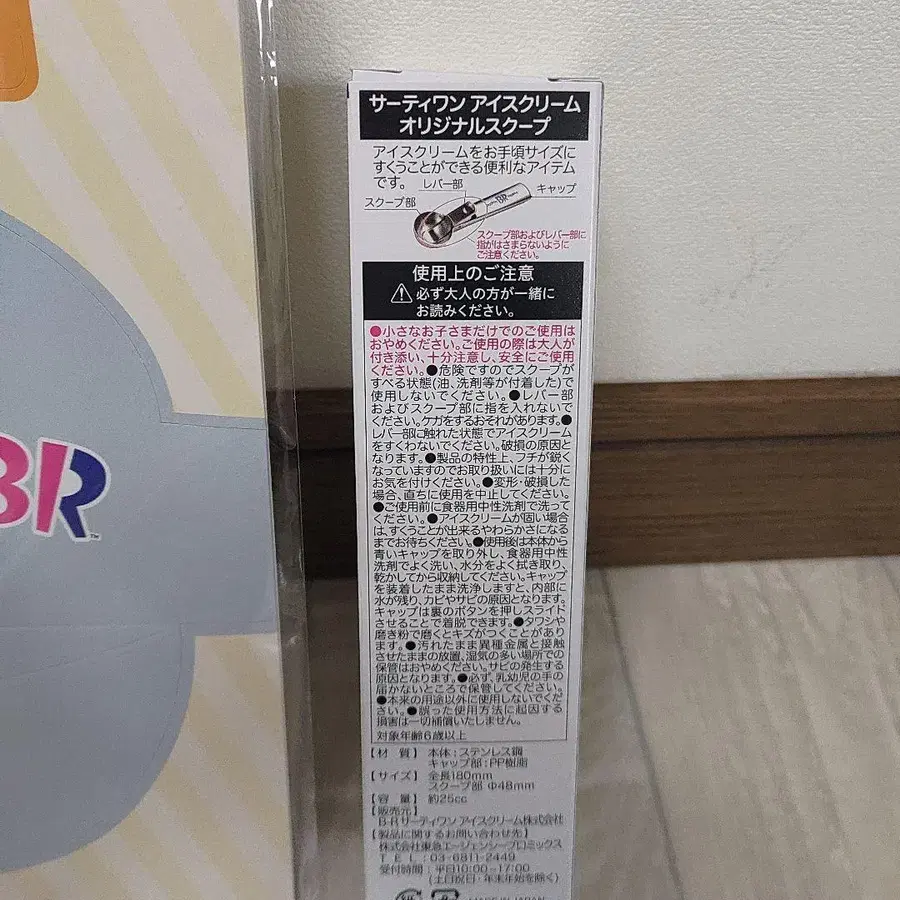 サーティワン アイスクリーム
オリジナルスクープ
アイスクリームをお手頃サイズに
すくうことができる便利なアイテム
です。
レバー部
キャップ
スクープ部
BR
スクープ部およびレバー部に
指がはさまらないように
ご注意ください。
使用上のご注意
必ず大人の方が一緒に
お読みください。
●小さなお子さまだけでのご使用は
おやめください。ご使用の際は大人が
付き添い、十分注意し、安全にご使用
ください。●危険ですのでスクープが
すべる状態(油、洗剤等が付着した)で
使用しないでください。●レバー部
およびスクープ部に指を入れないで
ください。ケガをするおそれがあります。●
レバー部に触れた状態でアイスクリーム
をすくわないでください。破損の原因と
なります。●製品の特性上、フチが鋭く
なっていますのでお取り扱いには十分に
お気を付けください。●変形・破損した
場合、直ちに使用を中止してください。
●ご使用前に食器用中性洗剤で洗って
ください。●アイスクリームが固い場合
は、すくうことが出来るやわらかさになる
までお待ちください。●使用後は本体から
青いキャップを取り外し、食器用中性
洗剤でよく洗い、水分をよく拭き取り、
乾かしてから収納してください。キャップ
を装着したまま洗浄しますと、内部に
水が残り、カビやサビの原因となります。
キャップは裏のボタンを押しスライド
させることで着脱できます。●タワシや
磨き粉で磨くとキズがつくことがあり
ます。●汚れたまま異種金属と接触
させたままの放置、湿気の多い場所での
保管はおやめください。サビの発生する
原因となります。●必ず、乳幼児の手の
届かないところで保管してください。
●本来の用途以外に使用しないでくだ
さい。●誤った使用方法に起因する
損害は一切補償いたしません。
対象年齢6歳以上
【材 質】 本体:ステンレス鋼
キャップ部:PP樹脂
【サイズ】 全長180mm
スクープ部 Φ48mm
【容 量】 約25cc
【販売元】
B-R サーティワン アイスクリーム株式会社
【製品に関するお問い合わせ先】
株式会社東急エージェンシープロミックス
TEL:03-6811-2449
受付時間:平日10:00~17:00
(土日祝日・年末年始を除く)
MADE IN JAPAN
BR
TM